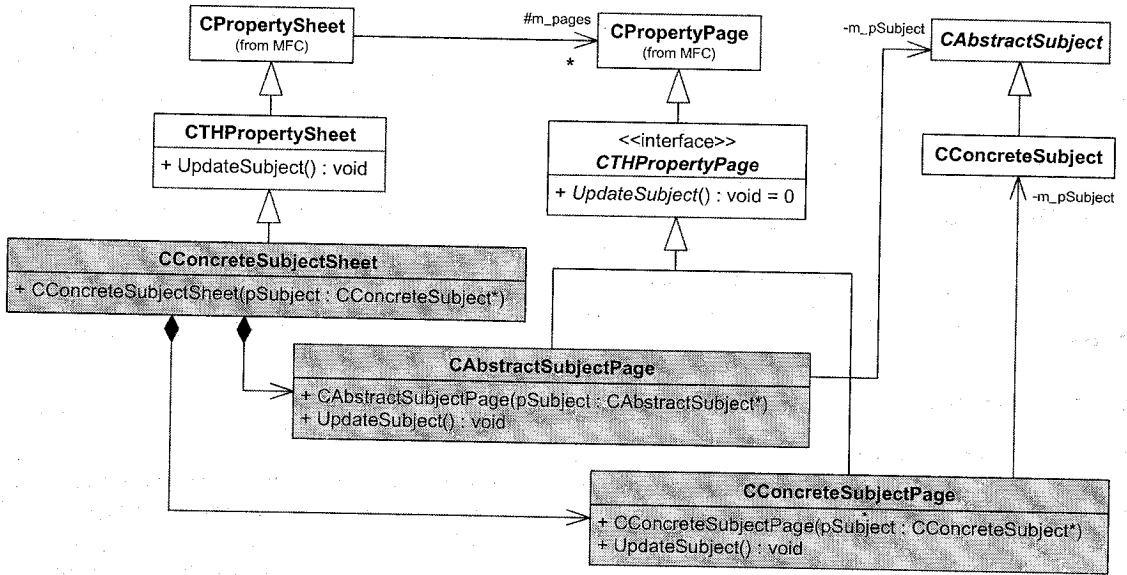 CPropertySheet
(from MFC)
#m_pages
*
CPropertyPage
(from MFC)
-m_pSubject
CAbstractSubject
CTHPropertySheet
+ UpdateSubject() : void
<<interface>>
CTHPropertyPage
+ UpdateSubject() : void = 0
CConcreteSubject
-m_pSubject
CConcreteSubjectSheet
+ CConcreteSubjectSheet(pSubject : CConcreteSubject*)
CAbstractSubjectPage
+ CAbstractSubjectPage(pSubject : CAbstractSubject*)
+ UpdateSubject() : void
CConcreteSubjectPage
+ CConcreteSubjectPage(pSubject : CConcreteSubject*)
+ UpdateSubject() : void